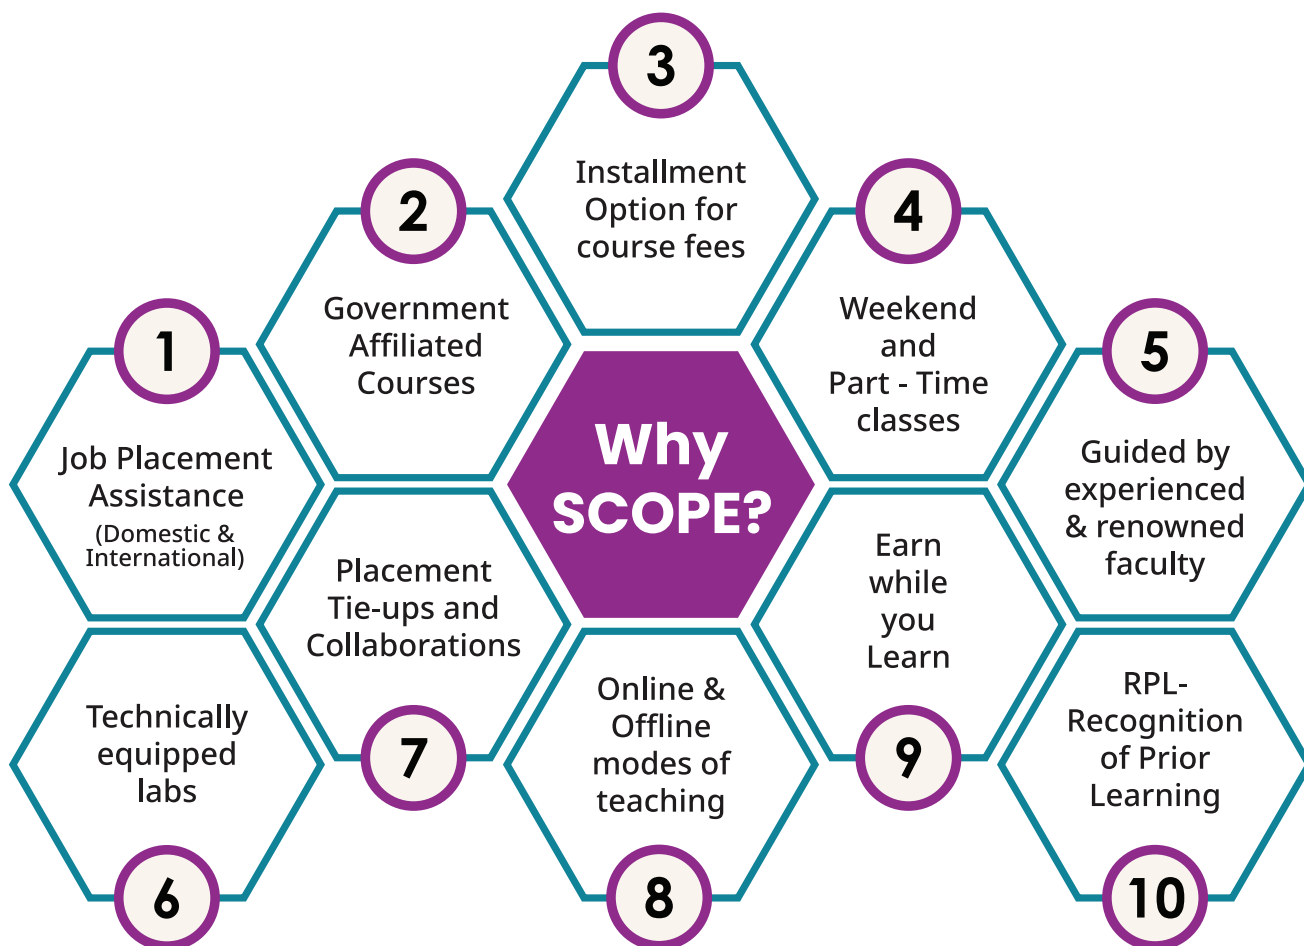 Why
SCOPE?
1
Job Placement
Assistance
(Domestic &
International)
2
Government
Affiliated
Courses
3
Installment
Option for
course fees
4
Weekend
and
Part - Time
classes
5
Guided by
experienced
& renowned
faculty
Technically
equipped
labs
6
Placement
Tie-ups and
Collaborations
7
Online &
Offline
modes of
teaching
8
Earn
while
you
Learn
9
RPL-
Recognition
of Prior
Learning
10